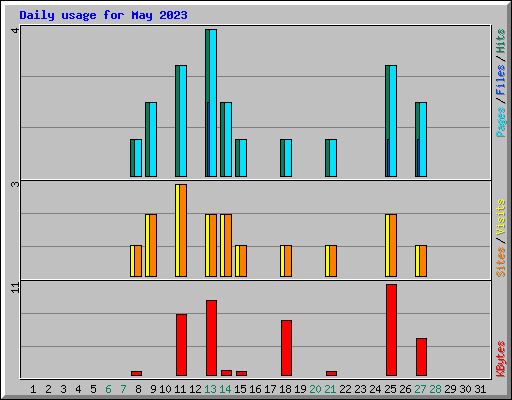 Daily usage for May 2023
4
Pages / Files / Hits
3
Sites / Visits
11
KBytes
1 2 3 4 5 6 7 8 9 10 11 12 13 14 15 16 17 18 19 20 21 22 23 24 25 26 27 28 29 30 31